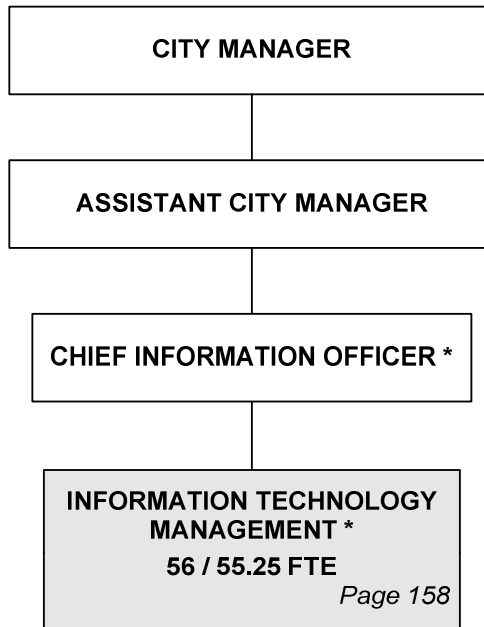 CITY MANAGER
ASSISTANT CITY MANAGER
CHIEF INFORMATION OFFICER *
INFORMATION TECHNOLOGY
MANAGEMENT *
56 / 55.25 FTE
Page 158